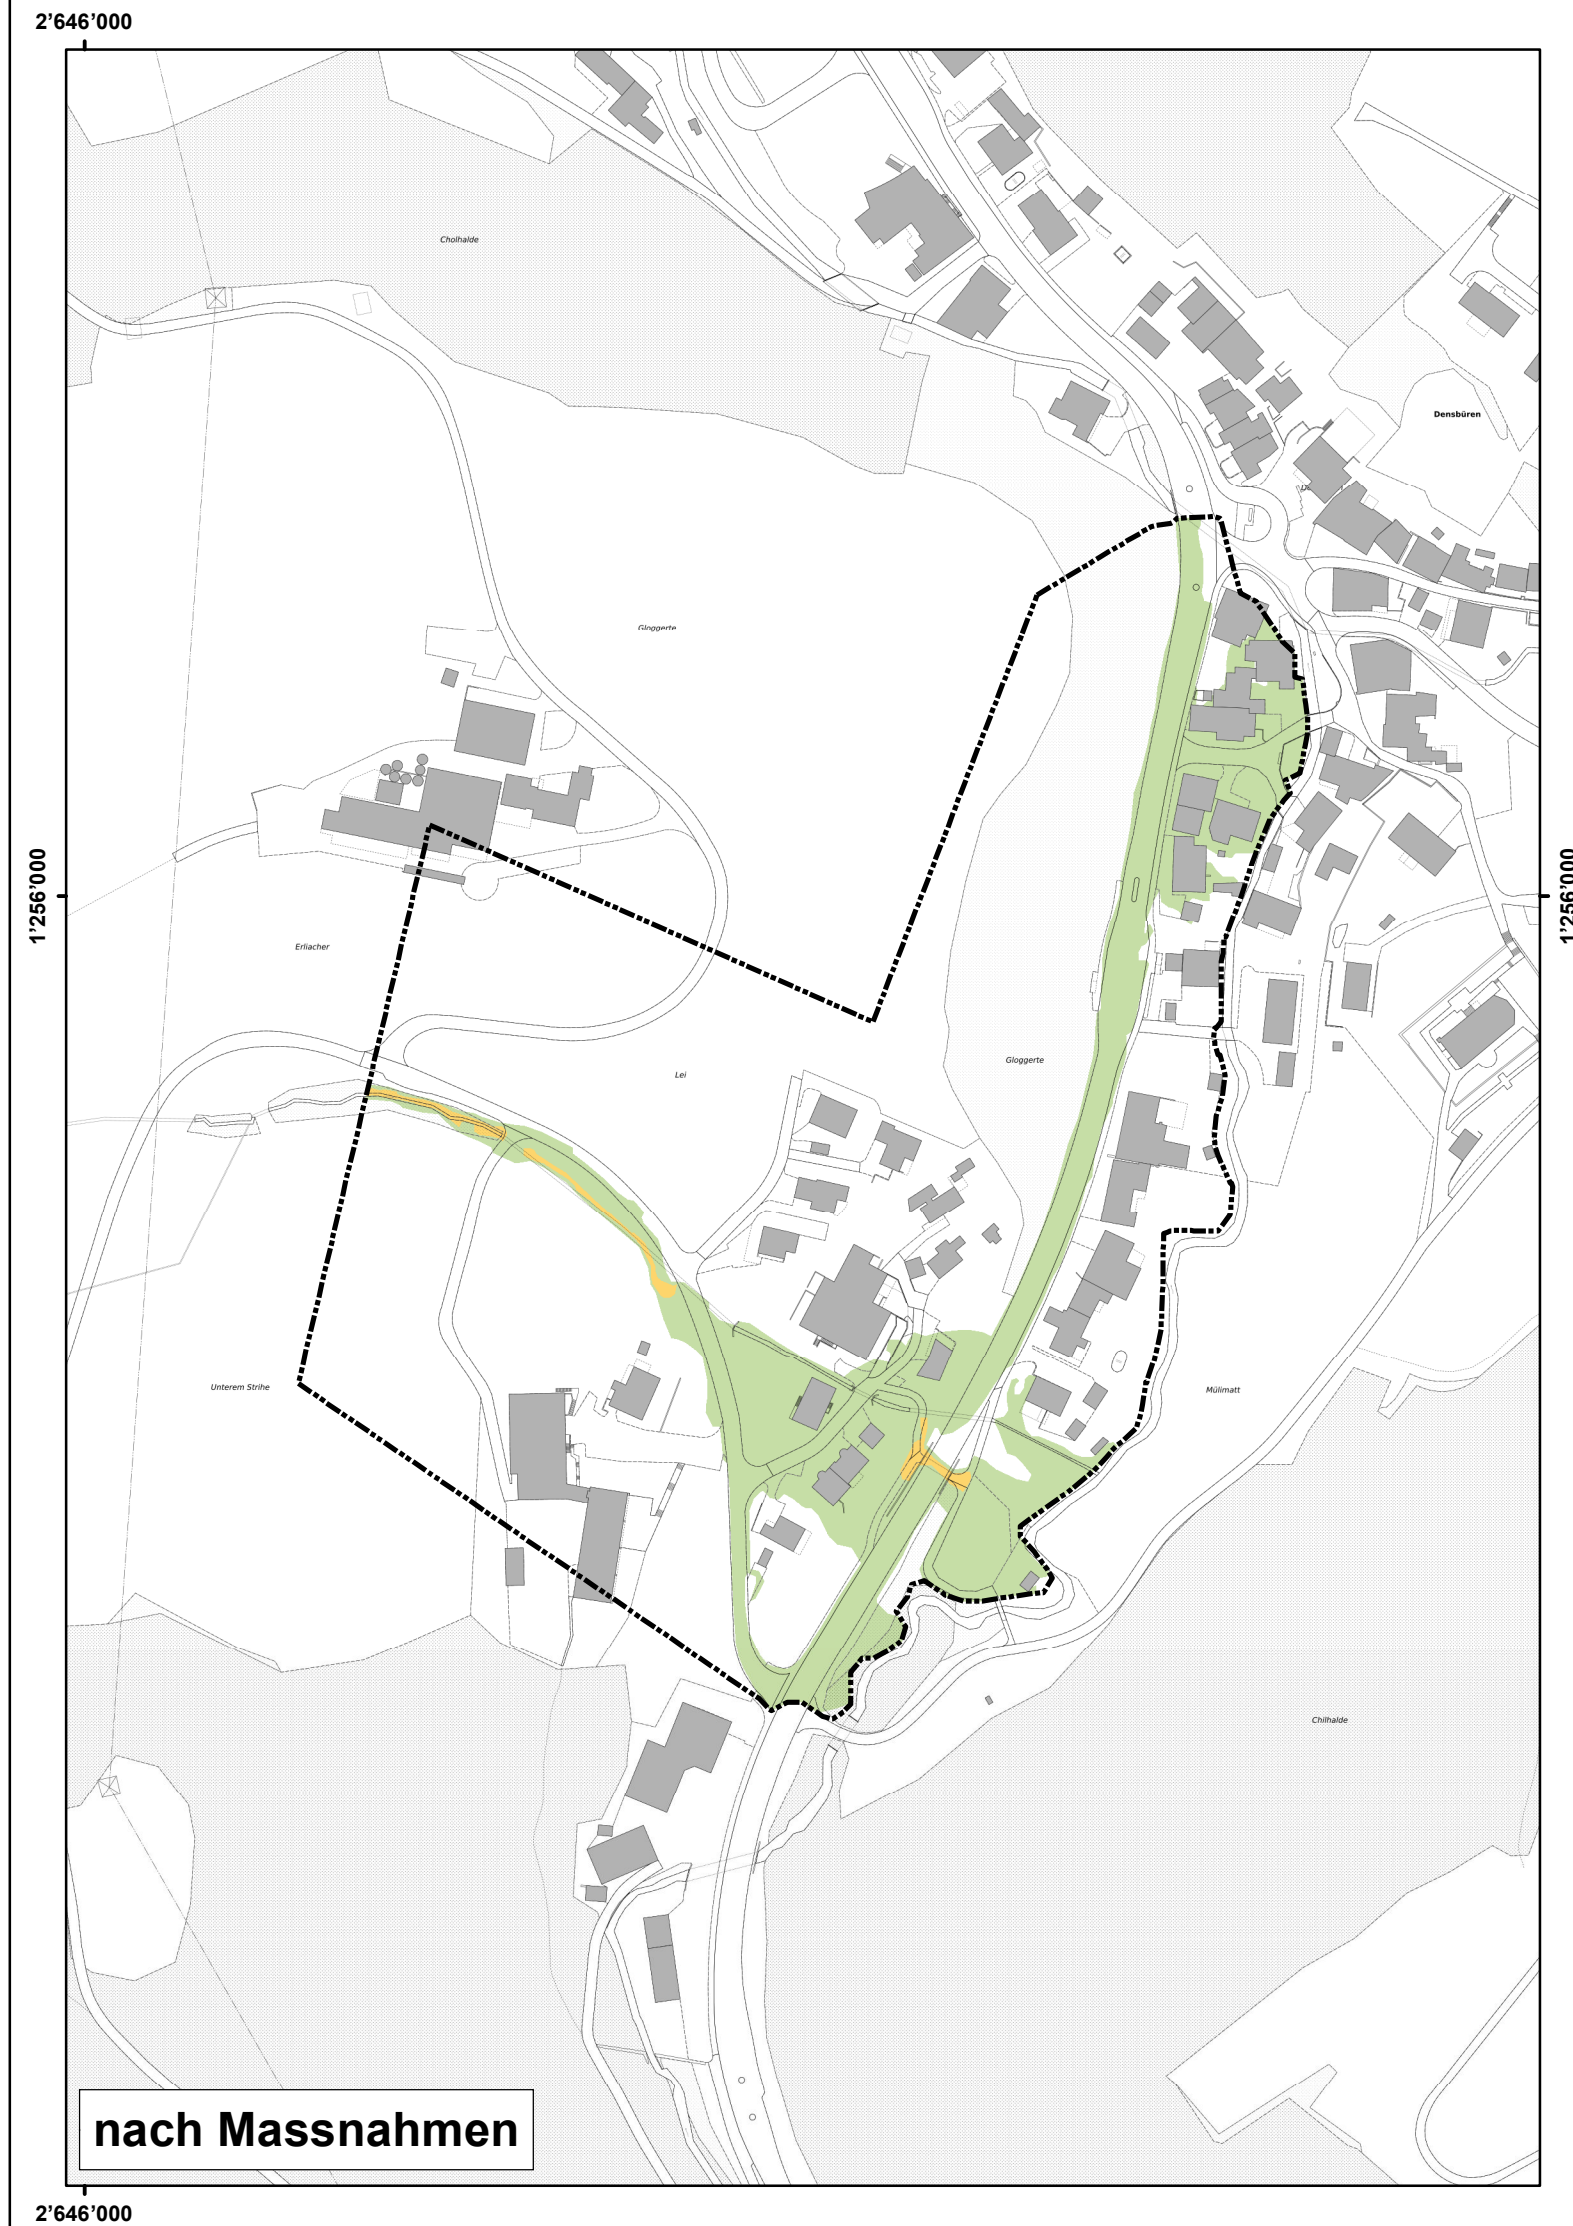 2’646’000
Cholhalde
Densbüren
Gloggerte
1’256’000
1’256’000
Erliacher
Lei
Gloggerte
Unterem Strihe
Mülimatt
Chilhalde
nach Massnahmen
2’646’000